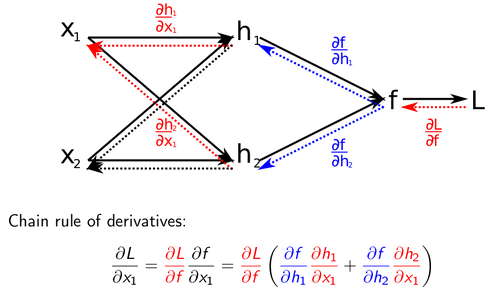 ∂h₁/∂x₁
x₁ h₁
∂f/∂h₁
f L
∂L/∂f
∂h₂/∂x₁
∂f/∂h₂
x₂ h₂
Chain rule of derivatives:
∂L/∂x₁ = ∂L/∂f ∂f/∂x₁ = ∂L/∂f (∂f/∂h₁ ∂h₁/∂x₁ + ∂f/∂h₂ ∂h₂/∂x₁)